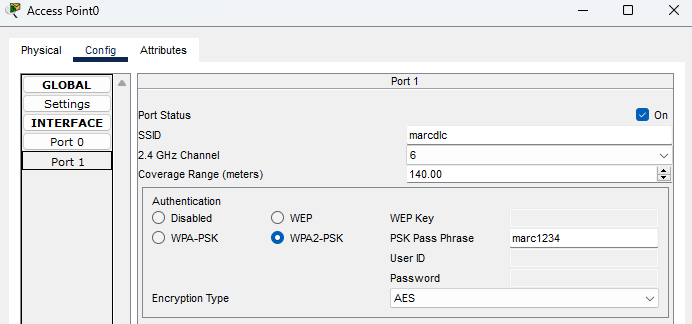 Access Point0
Physical Config Attributes
GLOBAL
Settings
INTERFACE
Port 0
Port 1
Port 1
Port Status On
SSID marcdlc
2.4 GHz Channel 6
Coverage Range (meters) 140.00
Authentication
Disabled WEP WEP Key
WPA-PSK WPA2-PSK PSK Pass Phrase marc1234
User ID
Password
Encryption Type AES